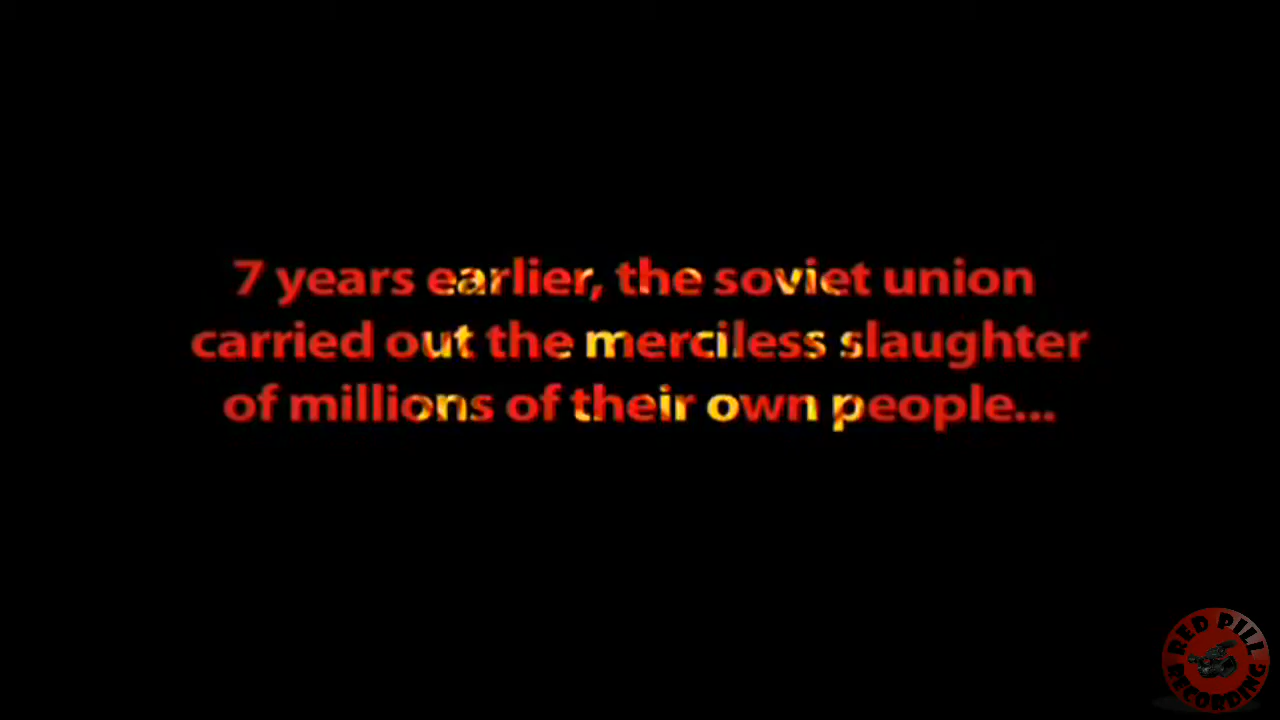 7 years earlier, the soviet union
carried out the merciless slaughter
of millions of their own people...
RED PILL
RECORDING